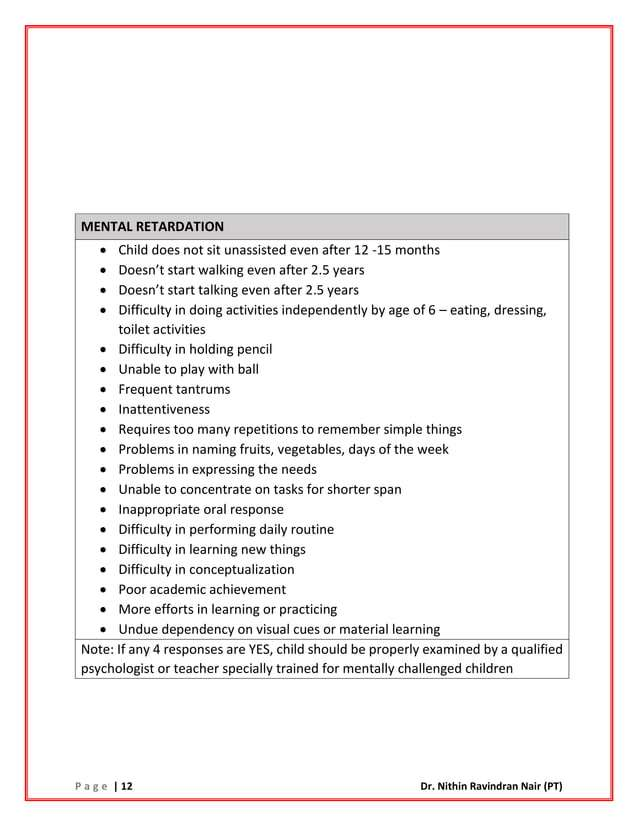 MENTAL RETARDATION
• Child does not sit unassisted even after 12 -15 months
• Doesn’t start walking even after 2.5 years
• Doesn’t start talking even after 2.5 years
• Difficulty in doing activities independently by age of 6 – eating, dressing,
toilet activities
• Difficulty in holding pencil
• Unable to play with ball
• Frequent tantrums
• Inattentiveness
• Requires too many repetitions to remember simple things
• Problems in naming fruits, vegetables, days of the week
• Problems in expressing the needs
• Unable to concentrate on tasks for shorter span
• Inappropriate oral response
• Difficulty in performing daily routine
• Difficulty in learning new things
• Difficulty in conceptualization
• Poor academic achievement
• More efforts in learning or practicing
• Undue dependency on visual cues or material learning
Note: If any 4 responses are YES, child should be properly examined by a qualified
psychologist or teacher specially trained for mentally challenged children
Page | 12 Dr. Nithin Ravindran Nair (PT)